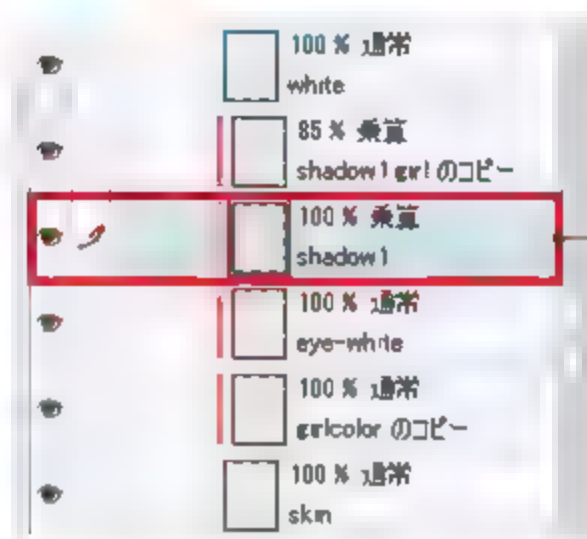 100 % 通常
white
85 % 乗算
shadow1 girl のコピー
100 % 乗算
shadow1
100 % 通常
eye-white
100 % 通常
girlcolor のコピー
100 % 通常
skin